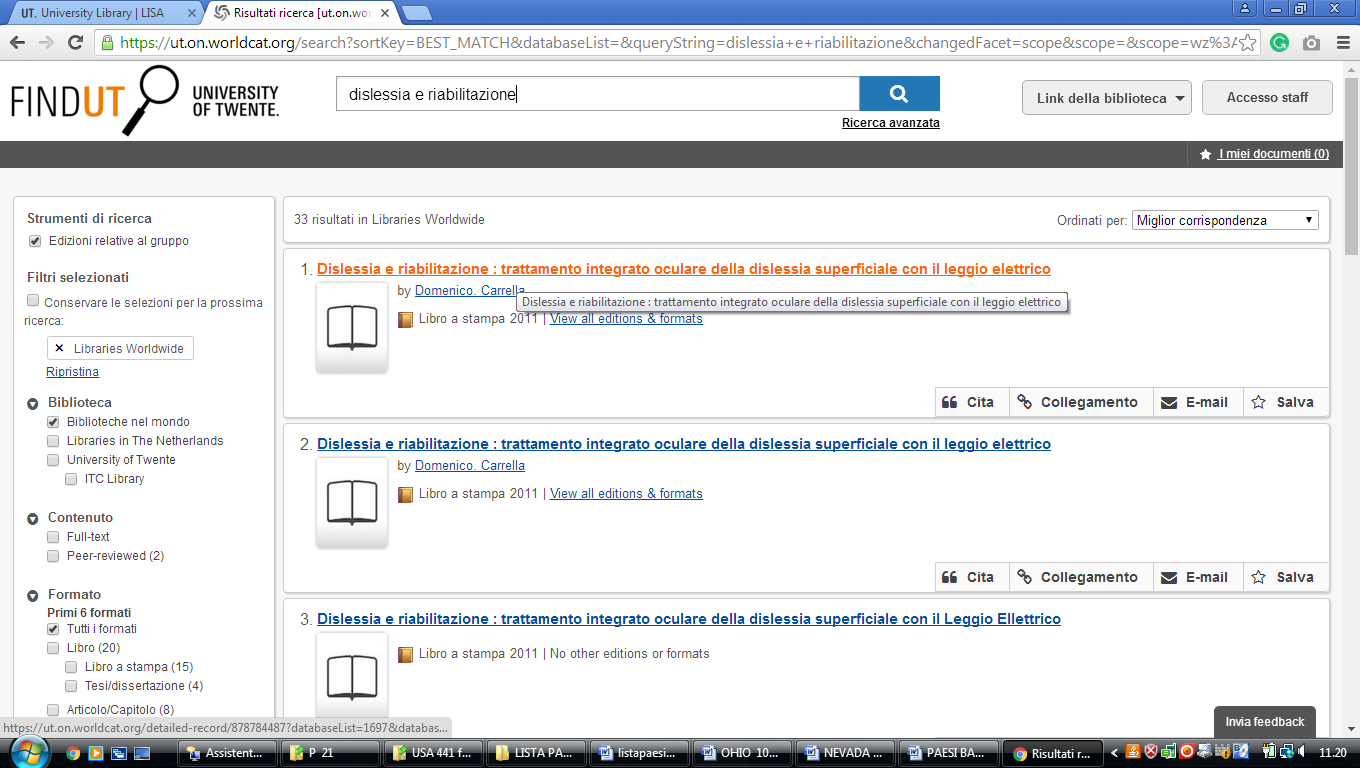 UT. University Library | LISA
Risultati ricerca [ut.on.wor
https://ut.on.worldcat.org/search?sortKey=BEST_MATCH&databaseList=&queryString=dislessia+e+riabilitazione&changedFacet=scope&scope=&scope=wz%3A
FINDUT UNIVERSITY OF TWENTE.
dislessia e riabilitazione
Ricerca avanzata
Link della biblioteca
Accesso staff
I miei documenti (0)
Strumenti di ricerca
Edizioni relative al gruppo
Filtri selezionati
Conservare le selezioni per la prossima
ricerca:
× Libraries Worldwide
Ripristina
Biblioteca
Biblioteche nel mondo
Libraries in The Netherlands
University of Twente
ITC Library
Contenuto
Full-text
Peer-reviewed (2)
Formato
Primi 6 formati
Tutti i formati
Libro (20)
Libro a stampa (15)
Tesi/dissertazione (4)
Articolo/Capitolo (8)
33 risultati in Libraries Worldwide
Ordinati per: Miglior corrispondenza
1. Dislessia e riabilitazione : trattamento integrato oculare della dislessia superficiale con il leggio elettrico
by Domenico. Carrella
Dislessia e riabilitazione : trattamento integrato oculare della dislessia superficiale con il leggio elettrico
Libro a stampa 2011 | View all editions & formats
Cita Collegamento E-mail Salva
2. Dislessia e riabilitazione : trattamento integrato oculare della dislessia superficiale con il leggio elettrico
by Domenico. Carrella
Libro a stampa 2011 | View all editions & formats
Cita Collegamento E-mail Salva
3. Dislessia e riabilitazione : trattamento integrato oculare della dislessia superficiale con il Leggio Ellettrico
Libro a stampa 2011 | No other editions or formats
Invia feedback
https://ut.on.worldcat.org/detailed-record/878784487?databaseList=1697&databas...
Assistent... P_21 USA 441 f... LISTA PA... listapaesi... OHIO 10... NEVADA ... PAESI BA... Risultati r... 11.20